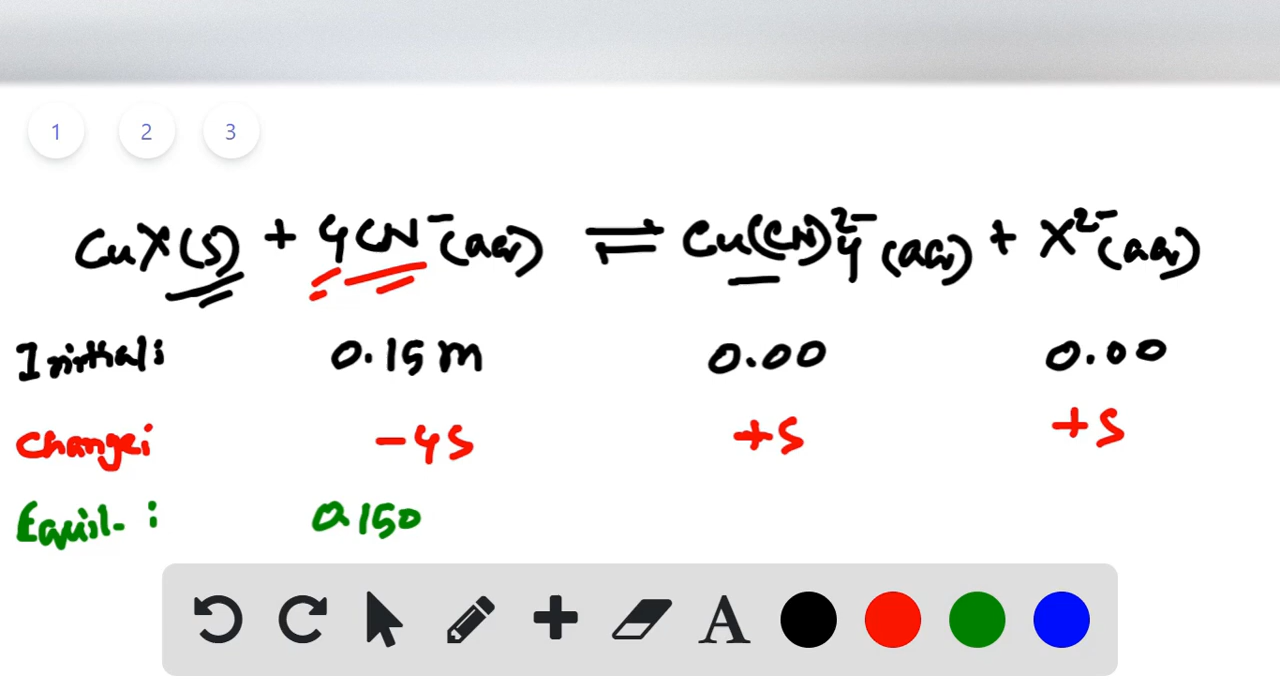 1 2 3
CuX(s) + 4CN⁻(aq) ⇌ Cu(CN)₄²⁻(aq) + X²⁻(aq)
Initial: 0.15 m 0.00 0.00
Change: -4s +s +s
Equil-: 0.150
A